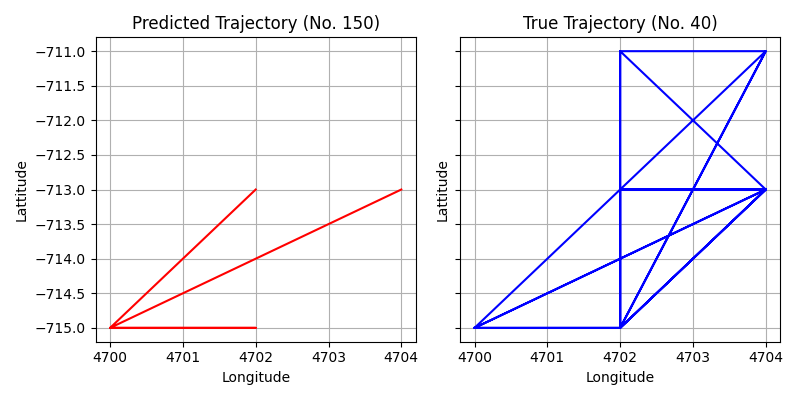 Predicted Trajectory (No. 150)
True Trajectory (No. 40)
−711.0
−711.5
−712.0
−712.5
−713.0
−713.5
−714.0
−714.5
−715.0
Lattitude
Lattitude
4700 4701 4702 4703 4704
4700 4701 4702 4703 4704
Longitude
Longitude